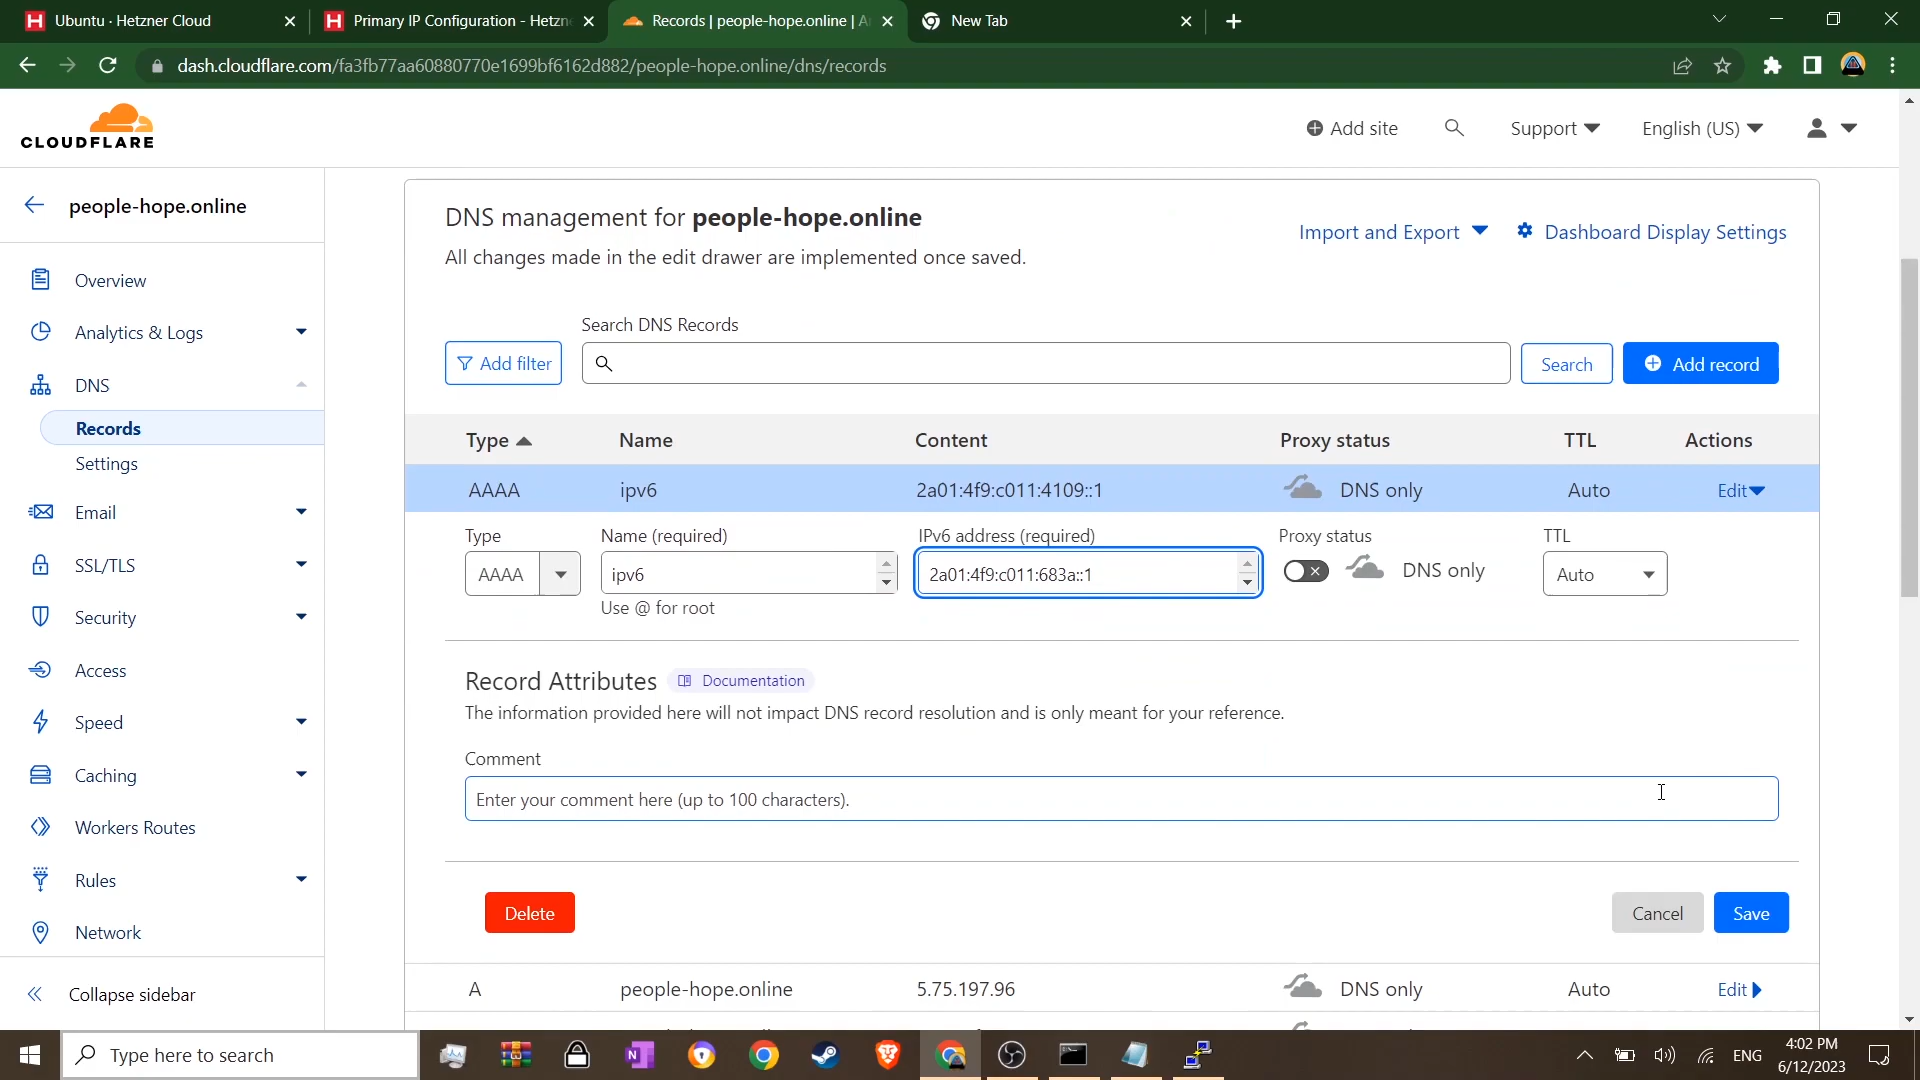 Ubuntu · Hetzner Cloud
Primary IP Configuration - Hetzne
Records | people-hope.online | A
New Tab
dash.cloudflare.com/fa3fb77aa60880770e1699bf6162d882/people-hope.online/dns/records
CLOUDFLARE
Add site
Support
English (US)
people-hope.online
Overview
Analytics & Logs
DNS
Records
Settings
Email
SSL/TLS
Security
Access
Speed
Caching
Workers Routes
Rules
Network
Collapse sidebar
DNS management for people-hope.online
All changes made in the edit drawer are implemented once saved.
Import and Export
Dashboard Display Settings
Search DNS Records
Add filter
Search
Add record
Type Name Content Proxy status TTL Actions
AAAA ipv6 2a01:4f9:c011:4109::1 DNS only Auto Edit
Type Name (required) IPv6 address (required) Proxy status TTL
AAAA ipv6 2a01:4f9:c011:683a::1 DNS only Auto
Use @ for root
Record Attributes Documentation
The information provided here will not impact DNS record resolution and is only meant for your reference.
Comment
Enter your comment here (up to 100 characters).
Delete
Cancel
Save
A people-hope.online 5.75.197.96 DNS only Auto Edit
Type here to search
ENG
4:02 PM
6/12/2023